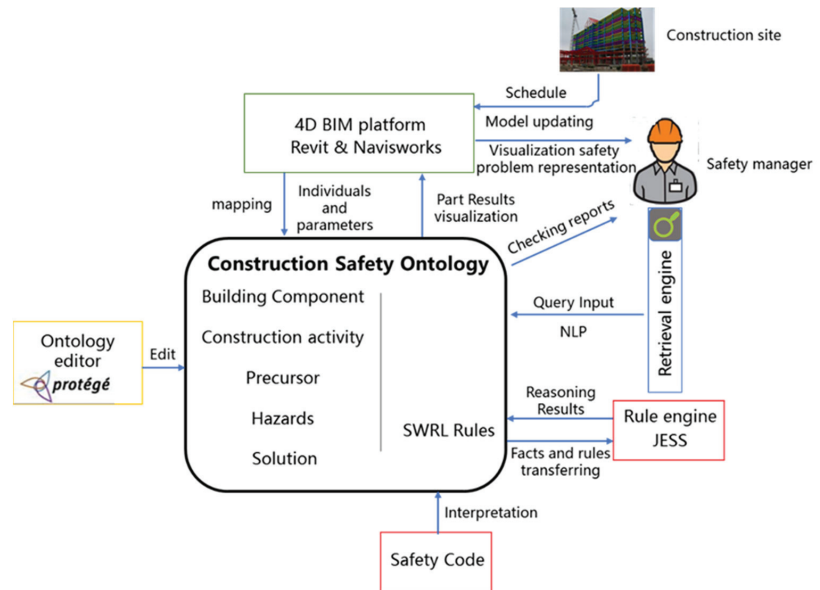 Construction site
Schedule
4D BIM platform
Revit & Navisworks
Model updating
Visualization safety
problem representation
Safety manager
mapping
Individuals
and
parameters
Part Results
visualization
Checking reports
Construction Safety Ontology
Building Component
Construction activity
Precursor
Hazards
Solution
SWRL Rules
Query Input
NLP
Retrieval engine
Ontology
editor
protégé
Edit
Reasoning
Results
Rule engine
JESS
Facts and rules
transferring
Interpretation
Safety Code